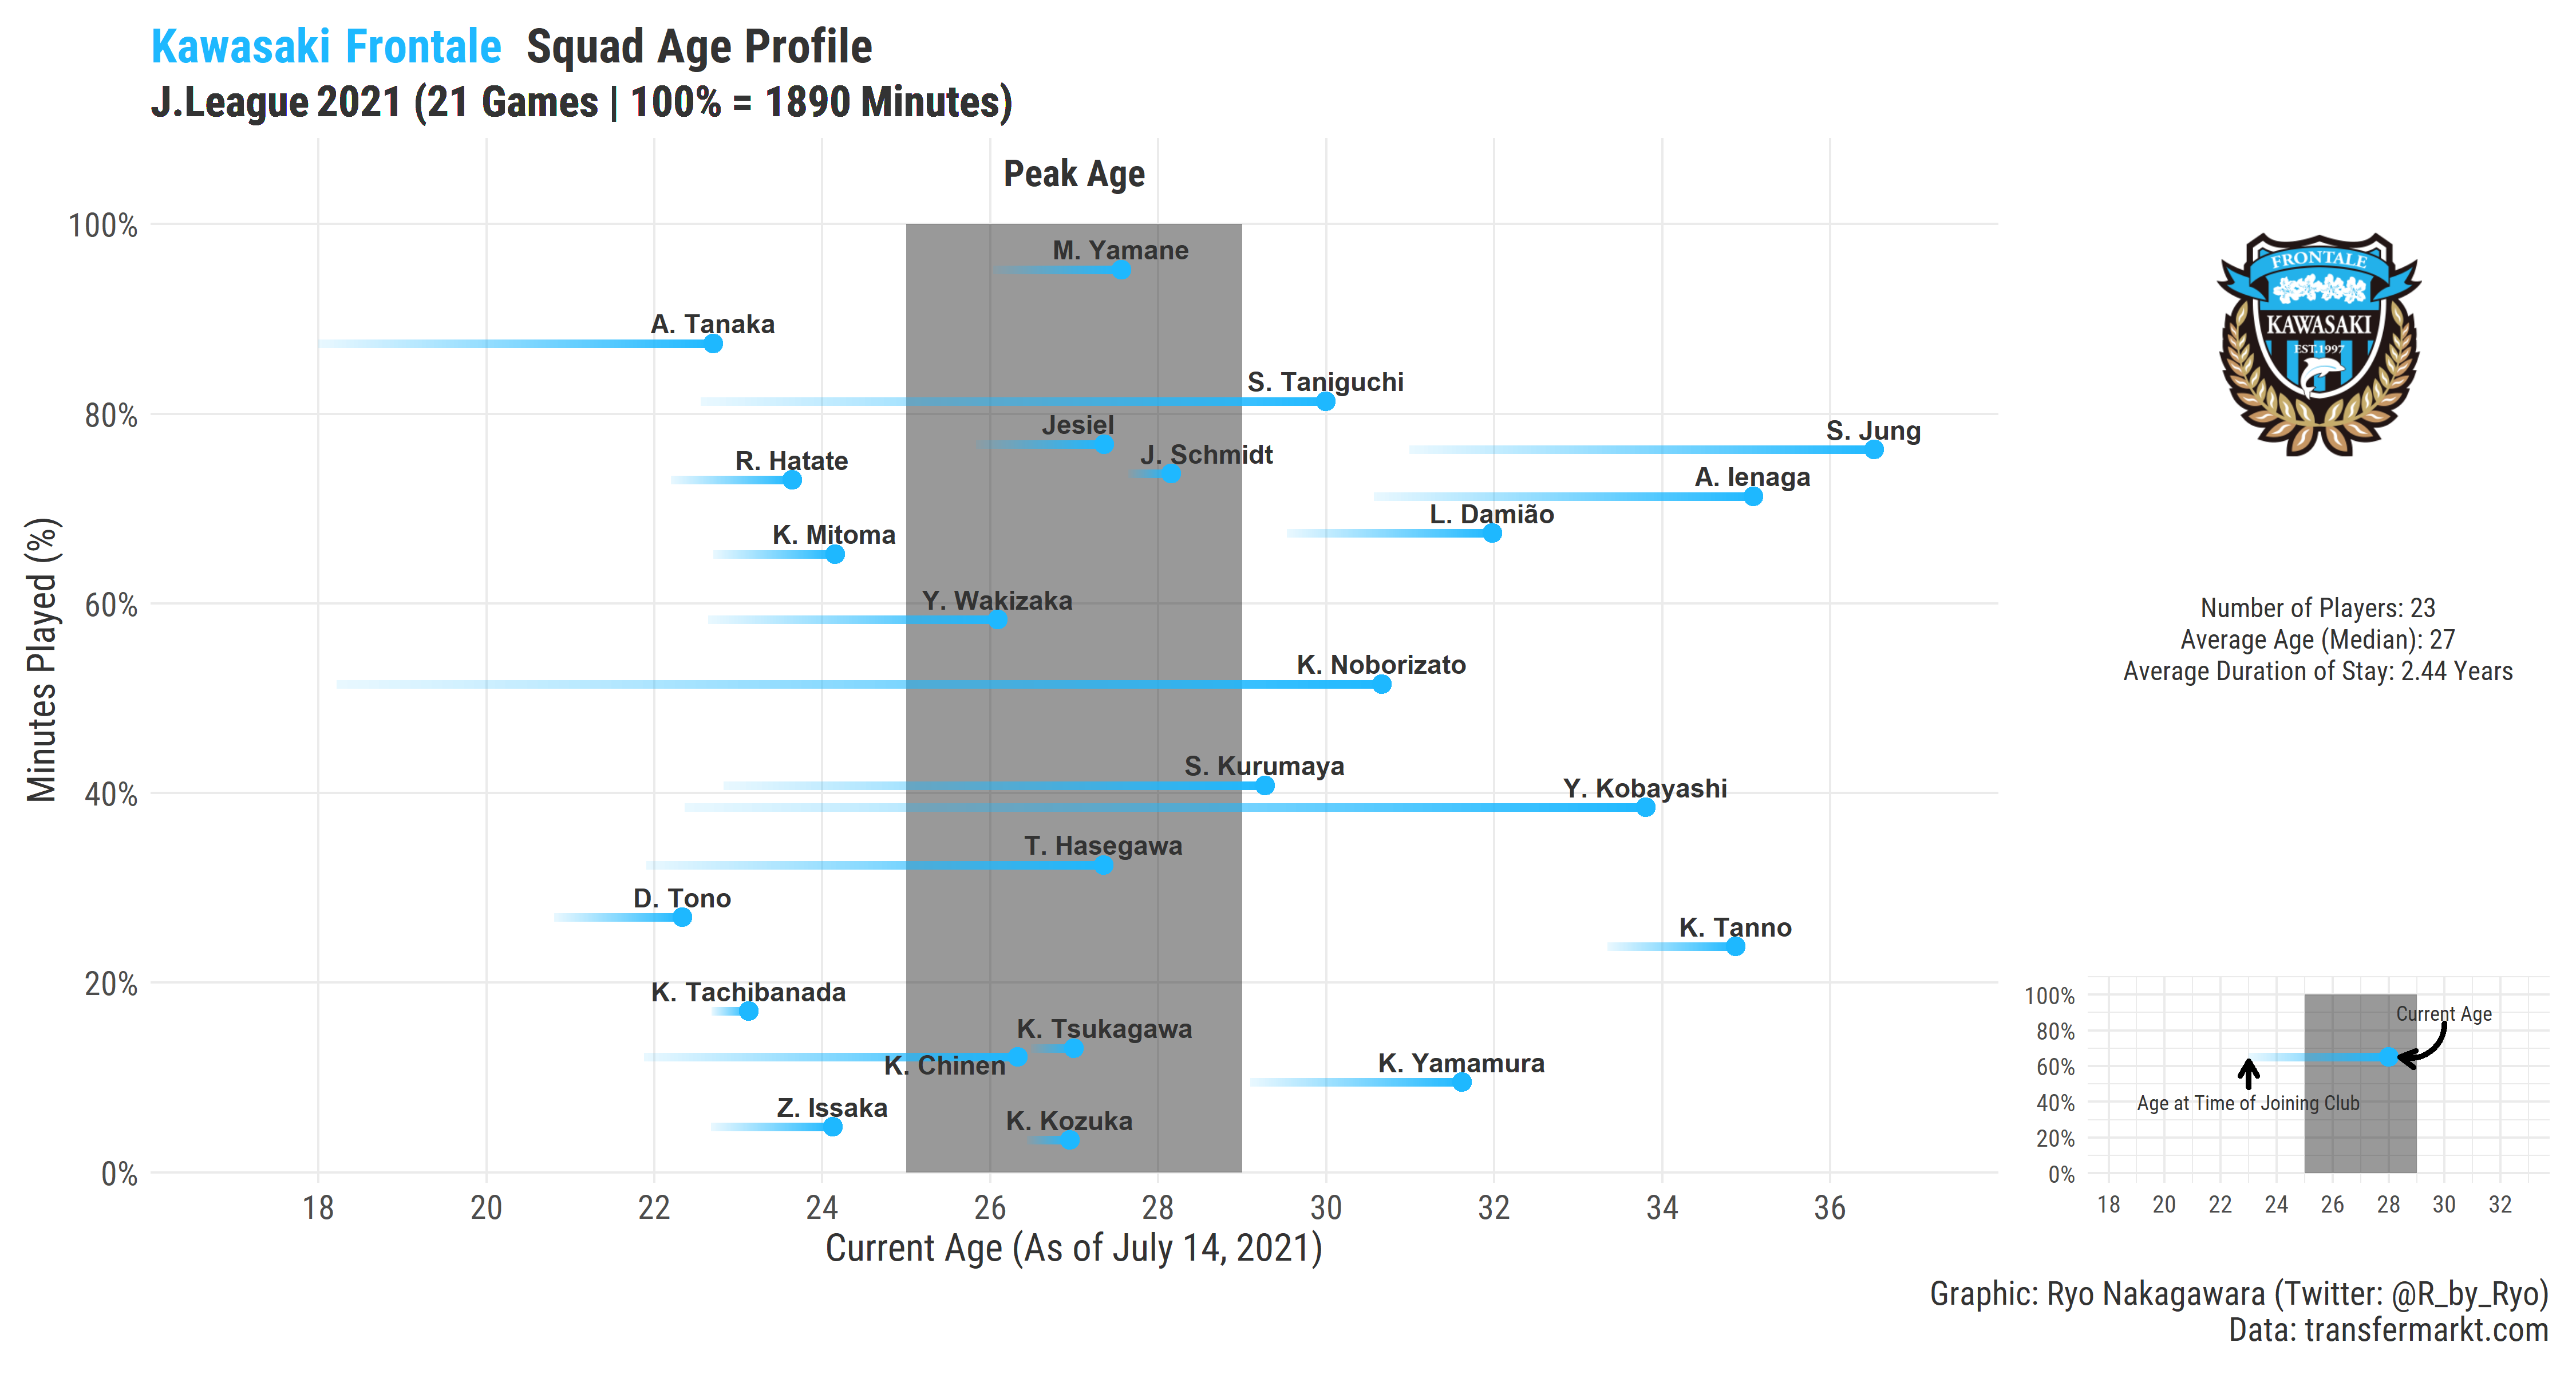 Kawasaki Frontale Squad Age Profile
J.League 2021 (21 Games | 100% = 1890 Minutes)
Peak Age
100%
80%
60%
40%
20%
0%
Minutes Played (%)
M. Yamane
A. Tanaka
S. Taniguchi
Jesiel
S. Jung
J. Schmidt
R. Hatate
A. Ienaga
L. Damião
K. Mitoma
Y. Wakizaka
K. Noborizato
S. Kurumaya
Y. Kobayashi
T. Hasegawa
D. Tono
K. Tanno
K. Tachibanada
K. Tsukagawa
K. Chinen
K. Yamamura
Z. Issaka
K. Kozuka
18 20 22 24 26 28 30 32 34 36
Current Age (As of July 14, 2021)
FRONTALE
KAWASAKI
EST.1997
Number of Players: 23
Average Age (Median): 27
Average Duration of Stay: 2.44 Years
100%
80%
60%
40%
20%
0%
Current Age
Age at Time of Joining Club
18 20 22 24 26 28 30 32
Graphic: Ryo Nakagawara (Twitter: @R_by_Ryo)
Data: transfermarkt.com